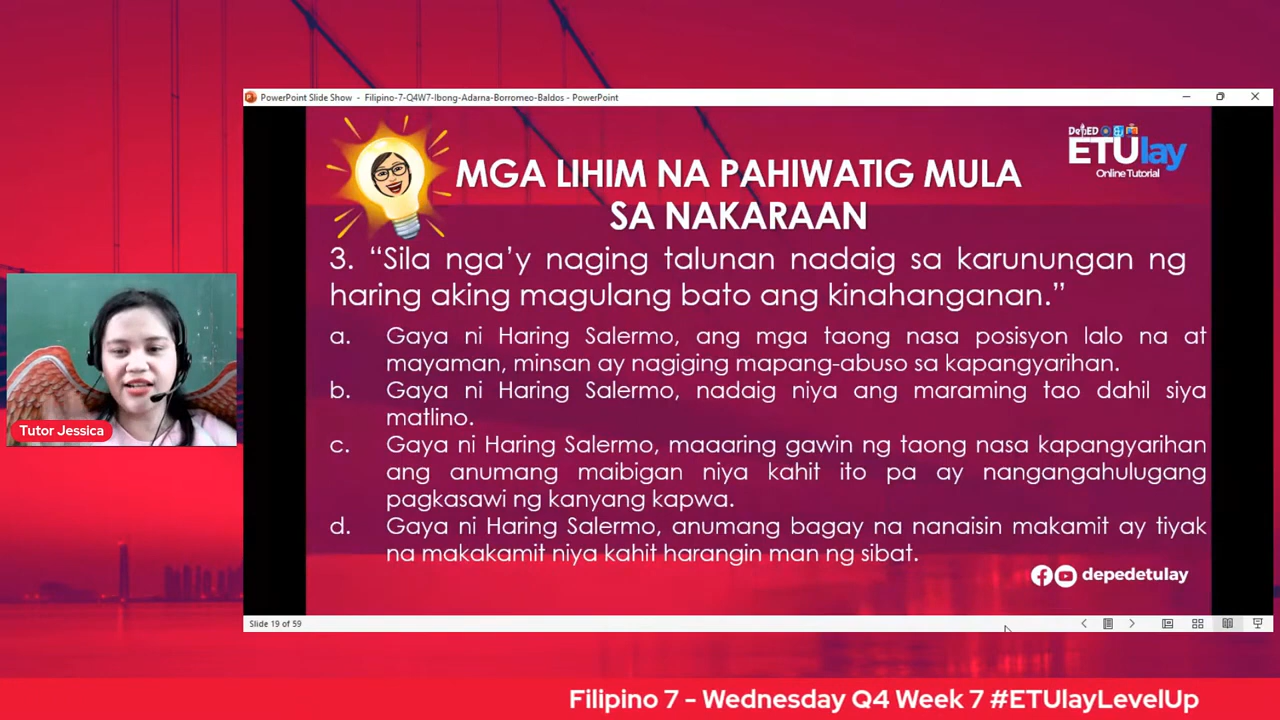 PowerPoint Slide Show - Filipino-7-Q4W7-Ibong-Adarna-Borromeo-Baldos - PowerPoint
DepED
ETUlay
Online Tutorial
MGA LIHIM NA PAHIWATIG MULA
SA NAKARAAN
3. “Sila nga’y naging talunan nadaig sa karunungan ng
haring aking magulang bato ang kinahanganan.”
a. Gaya ni Haring Salermo, ang mga taong nasa posisyon lalo na at
mayaman, minsan ay nagiging mapang-abuso sa kapangyarihan.
b. Gaya ni Haring Salermo, nadaig niya ang maraming tao dahil siya
matlino.
c. Gaya ni Haring Salermo, maaaring gawin ng taong nasa kapangyarihan
ang anumang maibigan niya kahit ito pa ay nangangahulugang
pagkasawi ng kanyang kapwa.
d. Gaya ni Haring Salermo, anumang bagay na nanaisin makamit ay tiyak
na makakamit niya kahit harangin man ng sibat.
depedetulay
Tutor Jessica
Slide 19 of 59
Filipino 7 - Wednesday Q4 Week 7 #ETUlayLevelUp